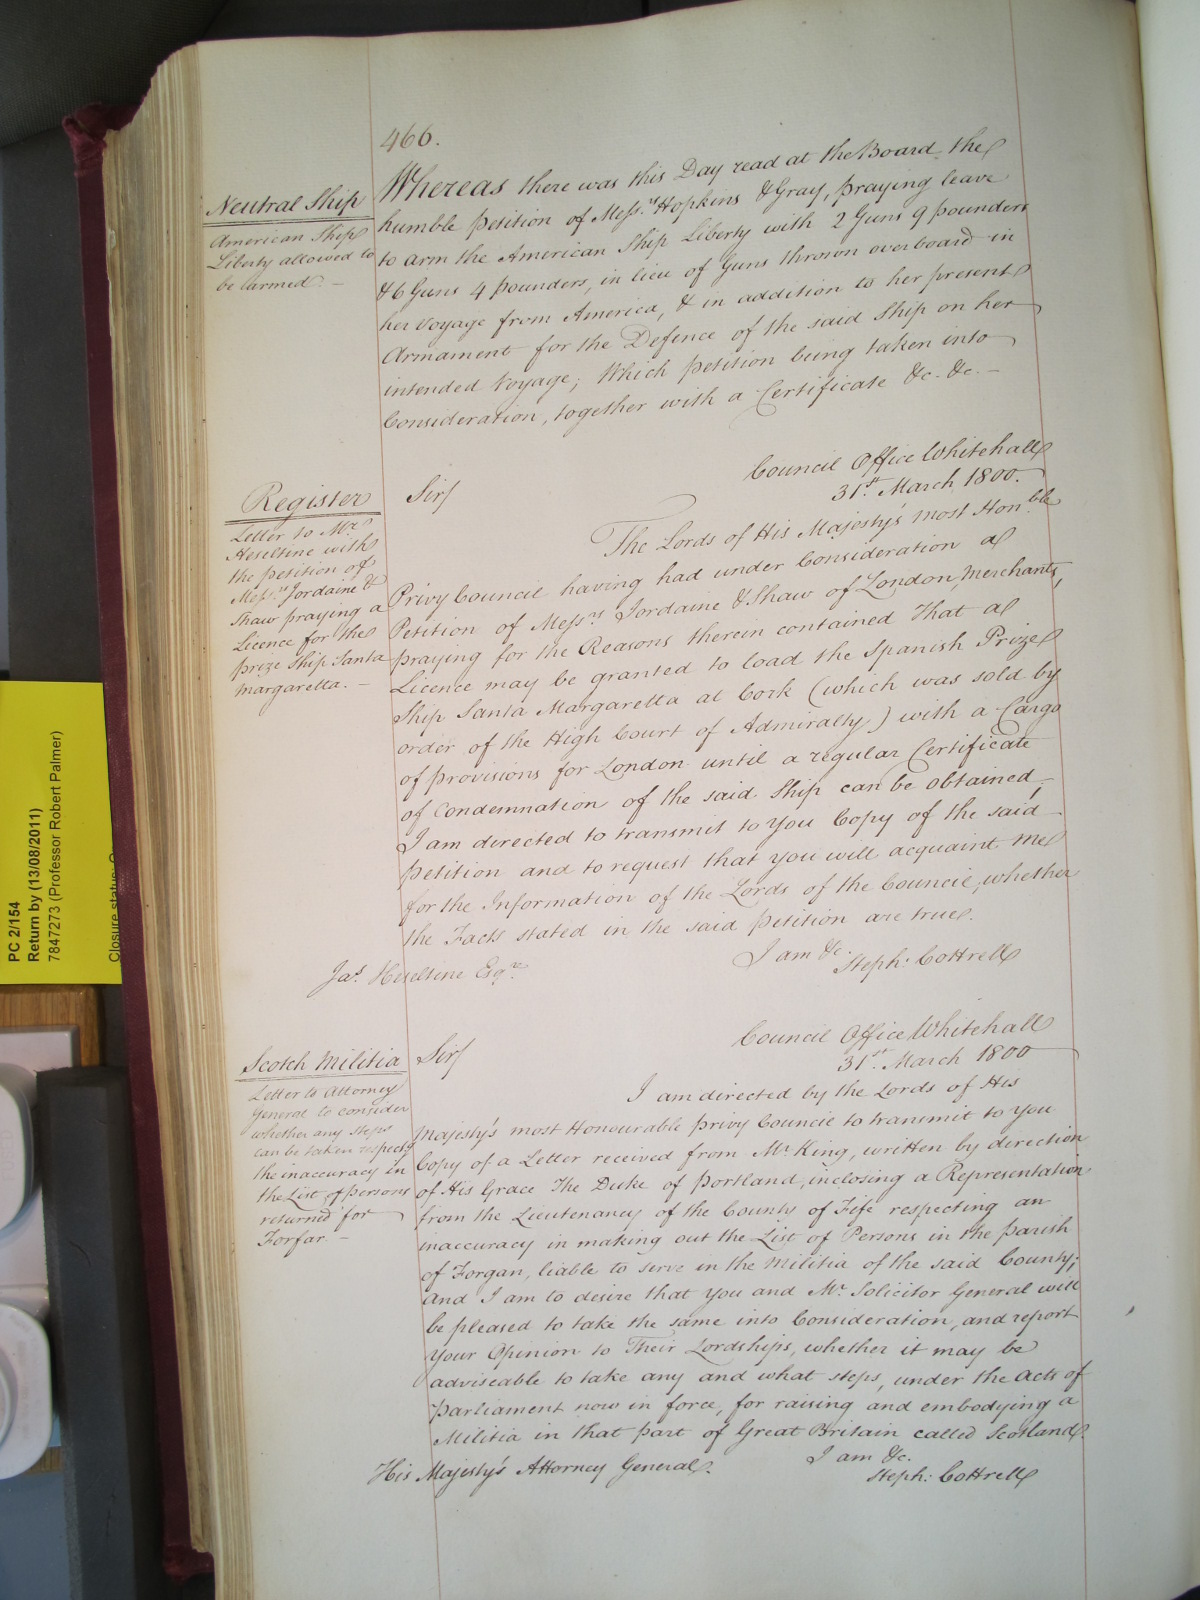 466.
Neutral Ship
American Ship
Liberty allowed to
be armed. —
Whereas there was this Day read at the Board the
humble Petition of Mess.rs Hopkins & Gray, praying leave
to arm the American Ship Liberty with 2 Guns 9 pounders
& 6 Guns 4 pounders, in lieu of Guns thrown overboard in
her Voyage from America, & in addition to her present
Armament for the Defence of the said Ship on her
intended Voyage; Which Petition being taken into
Consideration, together with a Certificate &c. &c. —
Register
Letter to Mr.
Heseltine with
the Petition of
Mess.rs Jordaine &
Shaw praying a
Licence for the
prize Ship Santa
Margaretta. —
Council Office Whitehall
31st. March 1800.
Sir/
The Lords of His Majesty's most Hon.ble
Privy Council having had under Consideration a
Petition of Mess.rs Jordaine & Shaw of London, Merchants,
praying for the Reasons therein contained That a
Licence may be granted to load the Spanish Prize
Ship Santa Margaretta at Cork (which was sold by
order of the High Court of Admiralty) with a Cargo
of provisions for London until a regular Certificate
of Condemnation of the said Ship can be obtained;
I am directed to transmit to you Copy of the said
Petition and to request that you will acquaint me
for the Information of the Lords of the Council, whether
the Facts stated in the said Petition are true.
I am &c.
Steph: Cottrell
Jas. Heseltine Esqr.
Council Office Whitehall
31st. March 1800
Scotch Militia
Letter to Attorney
General to consider
whether any steps
can be taken respectg
the inaccuracy in
the List of persons
returned for
Forfar —
Sir/
I am directed by the Lords of His
Majesty's most Honourable Privy Council to transmit to you
Copy of a Letter received from Mr. King, written by direction
of His Grace The Duke of Portland, inclosing a Representation
from the Lieutenancy of the County of Fife respecting an
inaccuracy in making out the List of Persons in the Parish
of Forgan, liable to serve in the Militia of the said County;
and I am to desire that you and Mr. Solicitor General will
be pleased to take the same into Consideration, and report
your Opinion to Their Lordships, whether it may be
adviseable to take any and what steps, under the Acts of
Parliament now in force, for raising and embodying a
Militia in that part of Great Britain called Scotland.
I am &c.
Steph: Cottrell
His Majesty's Attorney General.
PC 2/154
Return by (13/08/2011)
7847273 (Professor Robert Palmer)
Closure status: